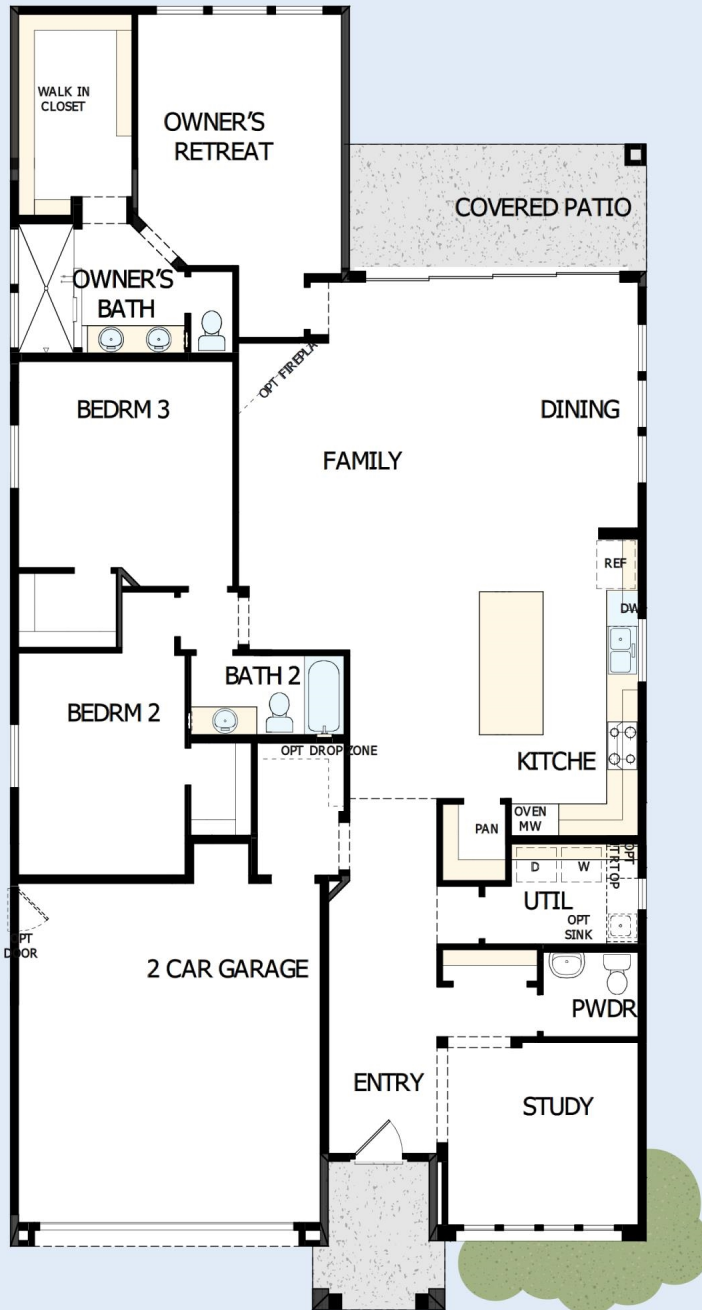 WALK IN
CLOSET
OWNER'S
RETREAT
COVERED PATIO
OWNER'S
BATH
OPT FIREPLA
BEDRM 3
DINING
FAMILY
REF
DW
BATH 2
BEDRM 2
OPT DROP ZONE
KITCHE
OVEN
MW
PAN
D
W
OPT
TRTOP
UTIL
OPT
SINK
PT
DOOR
2 CAR GARAGE
PWDR
ENTRY
STUDY